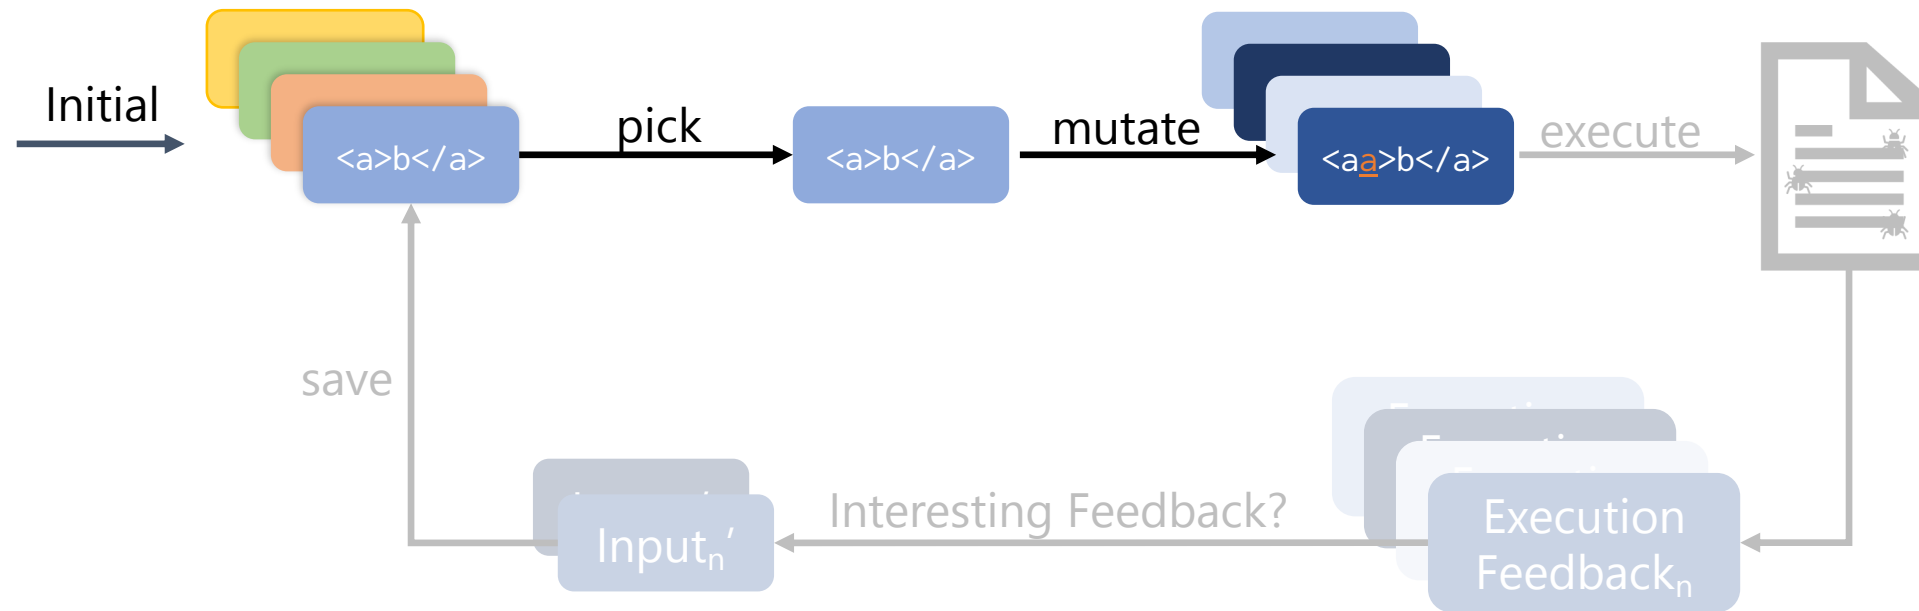 Initial
<a>b</a>
pick
<a>b</a>
mutate
<aa>b</a>
execute
save
Inputₙ′
Interesting Feedback?
Execution
Feedbackₙ